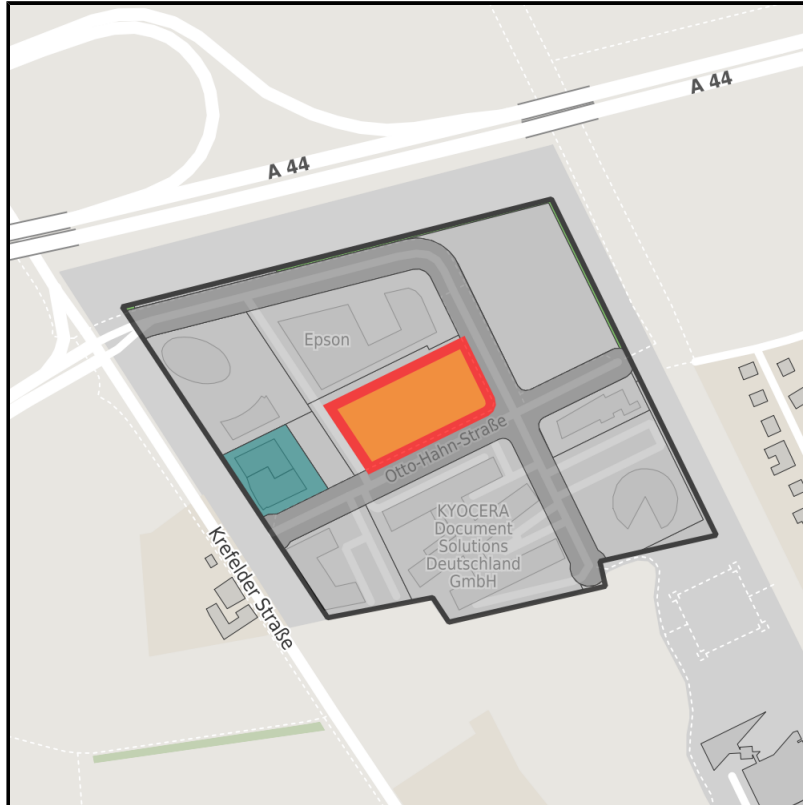 A 44
A 44
Epson
Otto-Hahn-Straße
KYOCERA
Document
Solutions
Deutschland
GmbH
Krefelder Straße